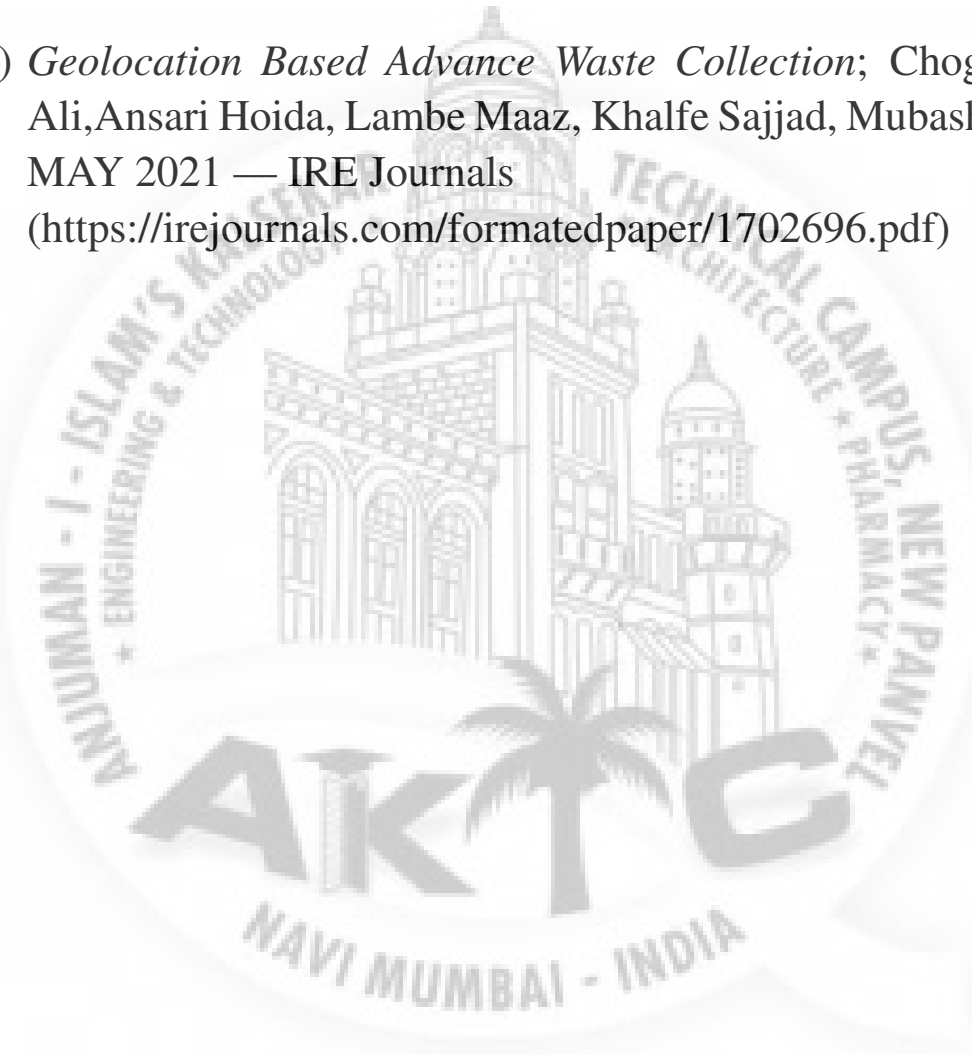 ) Geolocation Based Advance Waste Collection; Chog
Ali,Ansari Hoida, Lambe Maaz, Khalfe Sajjad, Mubash
MAY 2021 — IRE Journals
(https://irejournals.com/formatedpaper/1702696.pdf)
ANJUMAN - I - ISLAM'S KALSEKAR TECHNICAL CAMPUS, NEW PANVEL
* ENGINEERING & TECHNOLOGY * ARCHITECTURE * PHARMACY *
AKTC
NAVI MUMBAI - INDIA